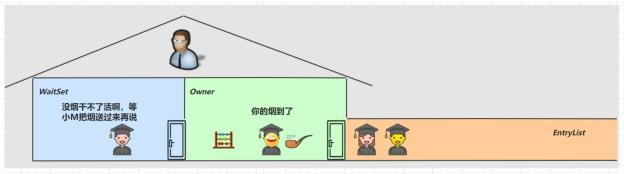 WaitSet
没烟干不了活啊，等
小M把烟送过来再说
Owner
你的烟到了
EntryList